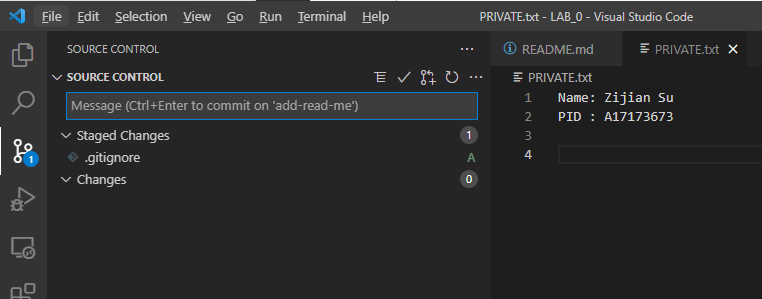 File Edit Selection View Go Run Terminal Help PRIVATE.txt - LAB_0 - Visual Studio Code
SOURCE CONTROL ...
SOURCE CONTROL ...
Message (Ctrl+Enter to commit on 'add-read-me')
Staged Changes 1
.gitignore A
Changes 0
1
README.md PRIVATE.txt
PRIVATE.txt
1 Name: Zijian Su
2 PID : A17173673
3
4